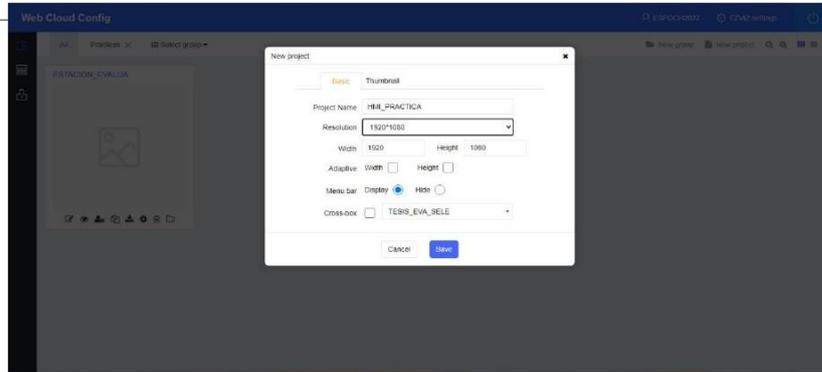 Web Cloud Config
ESPOCH2022 EZVIZ settings
All Practicas Select group New group New project
ESTACION_EVALUA
New project
Basic Thumbnail
Project Name HMI_PRACTICA
Resolution 1920*1080
Width 1920 Height 1080
Adaptive Width Height
Menu bar Display Hide
Cross-box TESIS_EVA_SELE
Cancel Save